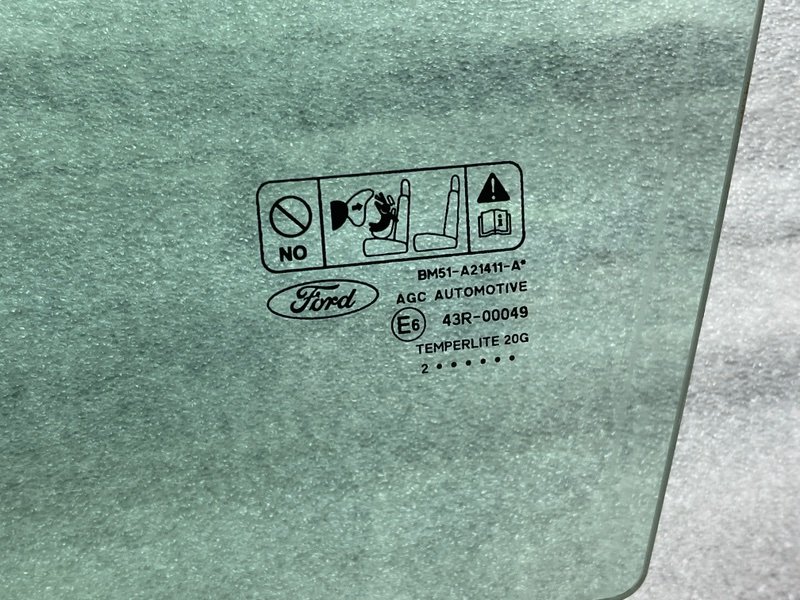 NO
BM51-A21411-A*
Ford
AGC AUTOMOTIVE
E6 43R-00049
TEMPERLITE 20G
2 • • • • • •